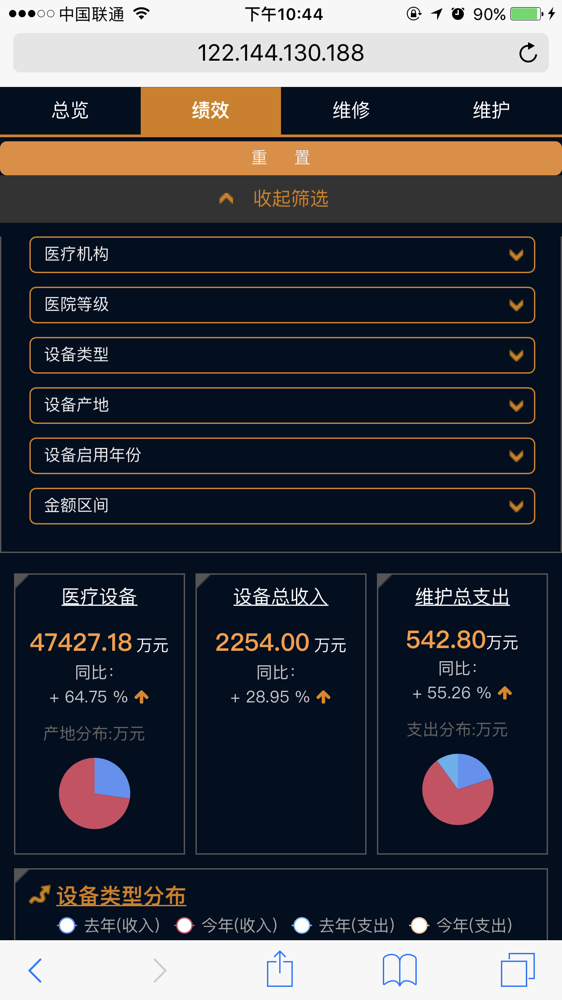 中国联通 下午10:44 90%
122.144.130.188
总览 绩效 维修 维护
重 置
收起筛选
医疗机构
医院等级
设备类型
设备产地
设备启用年份
金额区间
医疗设备
47427.18 万元
同比：
+ 64.75 %
产地分布:万元
设备总收入
2254.00 万元
同比：
+ 28.95 %
维护总支出
542.80万元
同比：
+ 55.26 %
支出分布:万元
设备类型分布
去年(收入) 今年(收入) 去年(支出) 今年(支出)